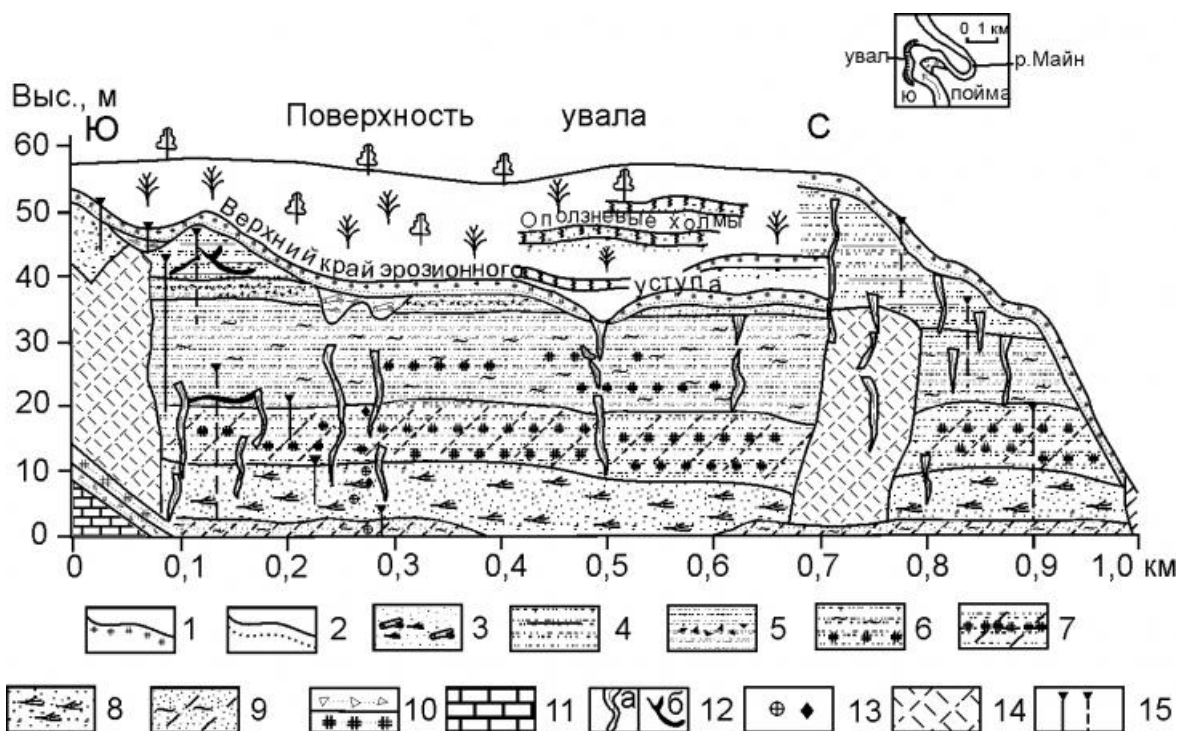 0 1 км
увал
р.Майн
ю
пойма
Выс., м
Ю
Поверхность увала
С
60
50
40
30
20
10
0
Верхний край эрозионного уступа
Оползневые холмы
0 0,1 0,2 0,3 0,4 0,5 0,6 0,7 0,8 0,9 1,0 км
1 2 3 4 5 6 7
8 9 10 11 а б 12 13 14 15